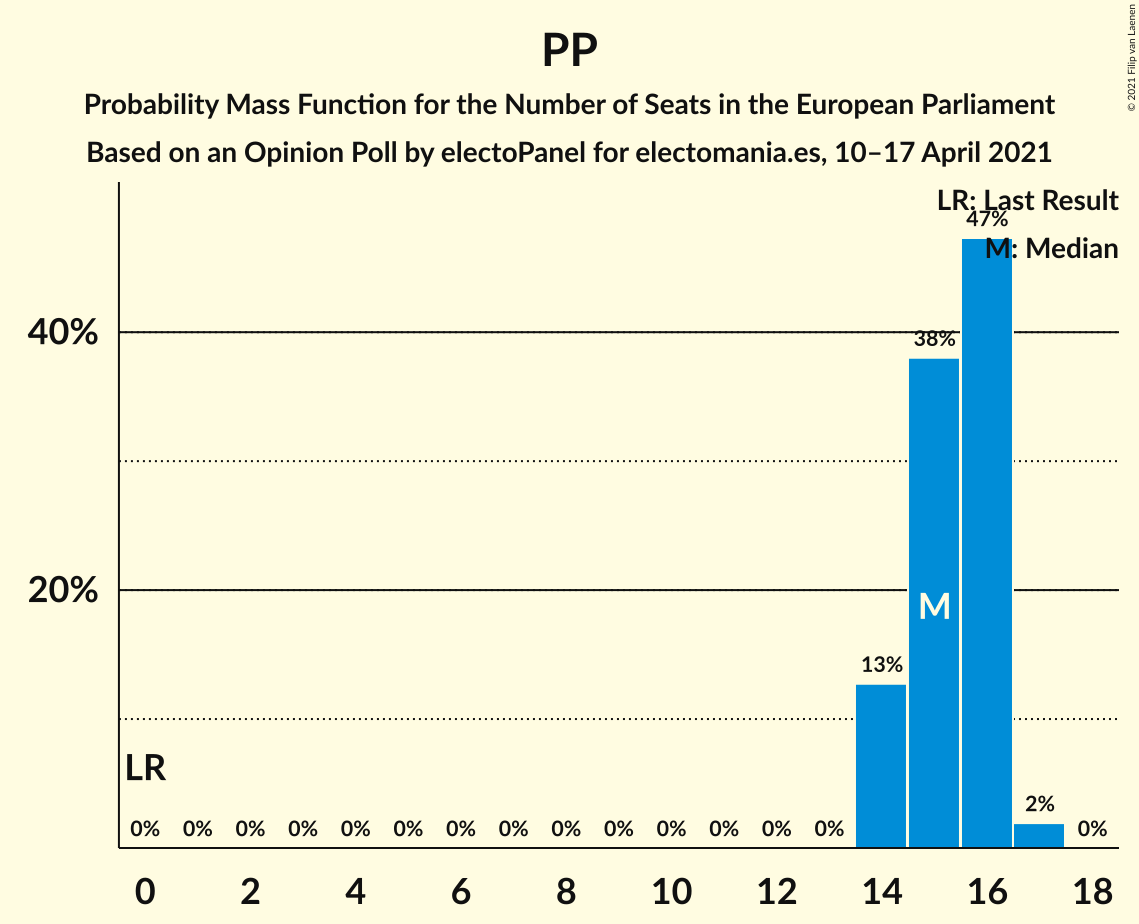 PP
Probability Mass Function for the Number of Seats in the European Parliament
Based on an Opinion Poll by electoPanel for electomania.es, 10–17 April 2021
© 2021 Filip van Laenen
LR: Last Result
M: Median
47%
40%
38%
20%
M
13%
LR
2%
0% 0% 0% 0% 0% 0% 0% 0% 0% 0% 0% 0% 0% 0% 0%
0 2 4 6 8 10 12 14 16 18